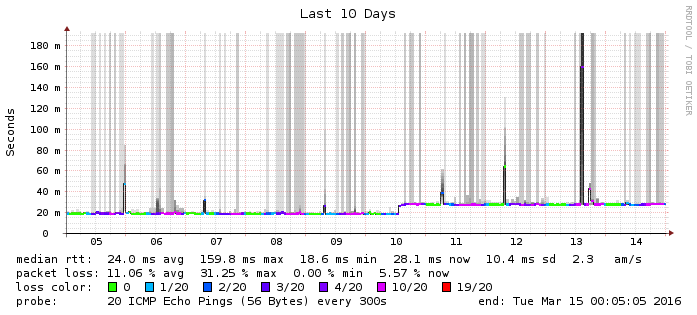 Last 10 Days
RRDTOOL / TOBI OETIKER
Seconds
180 m
160 m
140 m
120 m
100 m
80 m
60 m
40 m
20 m
0
05 06 07 08 09 10 11 12 13 14
median rtt: 24.0 ms avg 159.8 ms max 18.6 ms min 28.1 ms now 10.4 ms sd 2.3 am/s
packet loss: 11.06 % avg 31.25 % max 0.00 % min 5.57 % now
loss color: 0 1/20 2/20 3/20 4/20 10/20 19/20
probe: 20 ICMP Echo Pings (56 Bytes) every 300s end: Tue Mar 15 00:05:05 2016